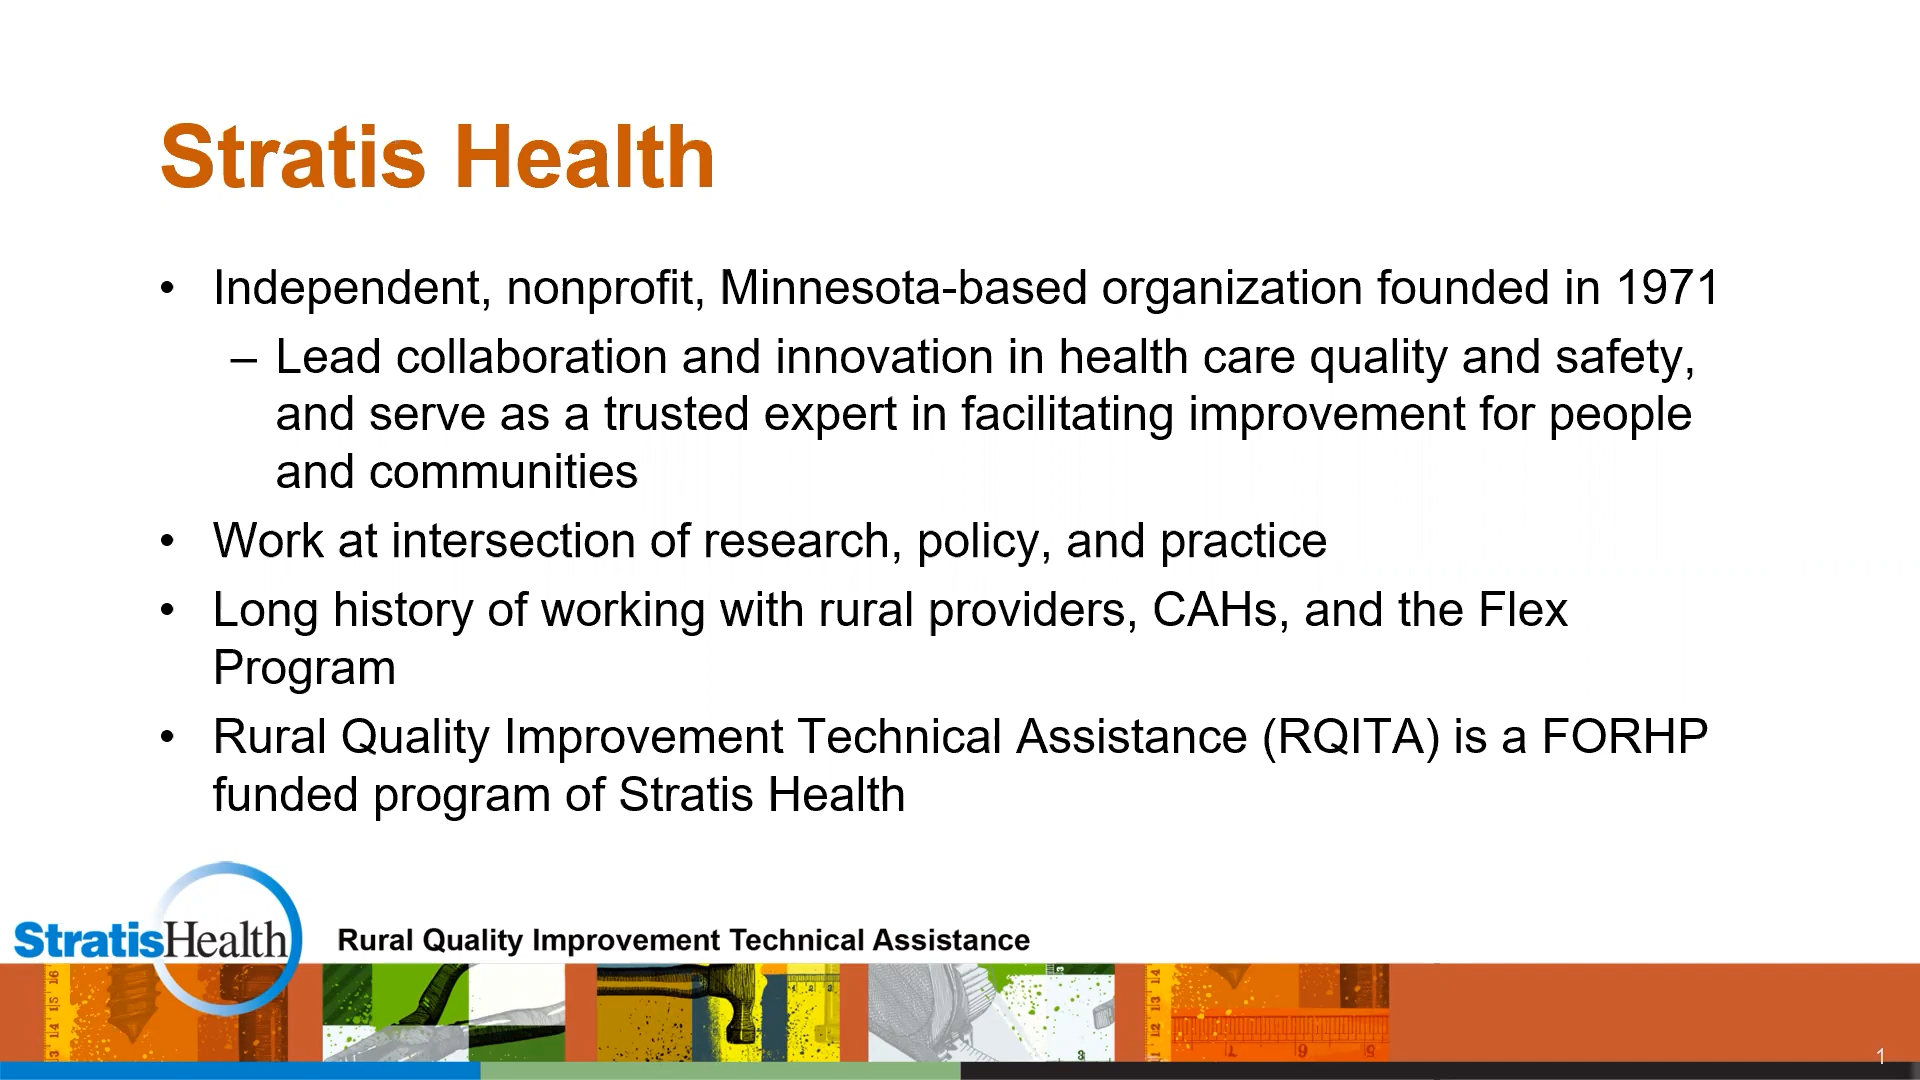 Stratis Health
• Independent, nonprofit, Minnesota-based organization founded in 1971
– Lead collaboration and innovation in health care quality and safety,
and serve as a trusted expert in facilitating improvement for people
and communities
• Work at intersection of research, policy, and practice
• Long history of working with rural providers, CAHs, and the Flex
Program
• Rural Quality Improvement Technical Assistance (RQITA) is a FORHP
funded program of Stratis Health
StratisHealth
Rural Quality Improvement Technical Assistance
1